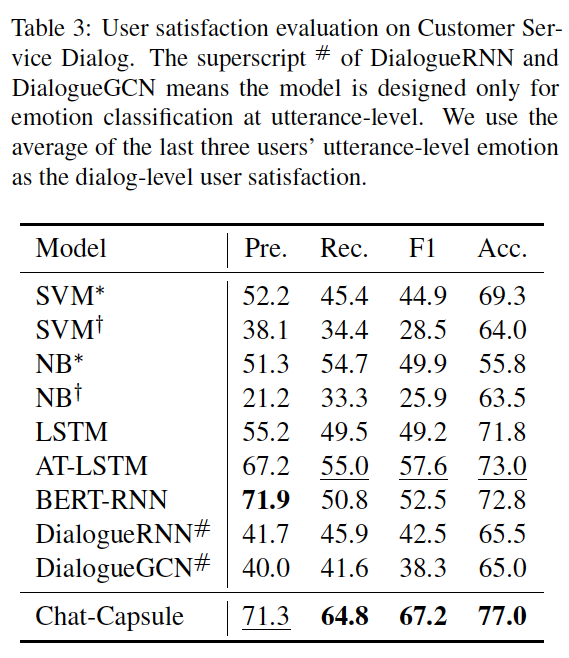 Table 3: User satisfaction evaluation on Customer Ser-
vice Dialog. The superscript # of DialogueRNN and
DialogueGCN means the model is designed only for
emotion classification at utterance-level. We use the
average of the last three users’ utterance-level emotion
as the dialog-level user satisfaction.
Model Pre. Rec. F1 Acc.
SVM* 52.2 45.4 44.9 69.3
SVM† 38.1 34.4 28.5 64.0
NB* 51.3 54.7 49.9 55.8
NB† 21.2 33.3 25.9 63.5
LSTM 55.2 49.5 49.2 71.8
AT-LSTM 67.2 55.0 57.6 73.0
BERT-RNN 71.9 50.8 52.5 72.8
DialogueRNN# 41.7 45.9 42.5 65.5
DialogueGCN# 40.0 41.6 38.3 65.0
Chat-Capsule 71.3 64.8 67.2 77.0